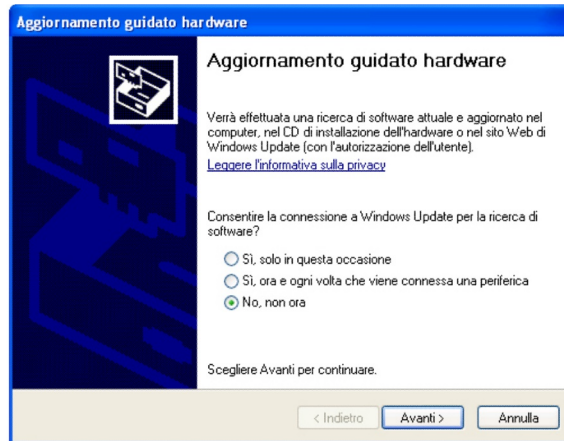 Aggiornamento guidato hardware
Aggiornamento guidato hardware
Verrà effettuata una ricerca di software attuale e aggiornato nel
computer, nel CD di installazione dell'hardware o nel sito Web di
Windows Update (con l'autorizzazione dell'utente).
Leggere l'informativa sulla privacy
Consentire la connessione a Windows Update per la ricerca di
software?
Sì, solo in questa occasione
Sì, ora e ogni volta che viene connessa una periferica
No, non ora
Scegliere Avanti per continuare.
< Indietro Avanti > Annulla